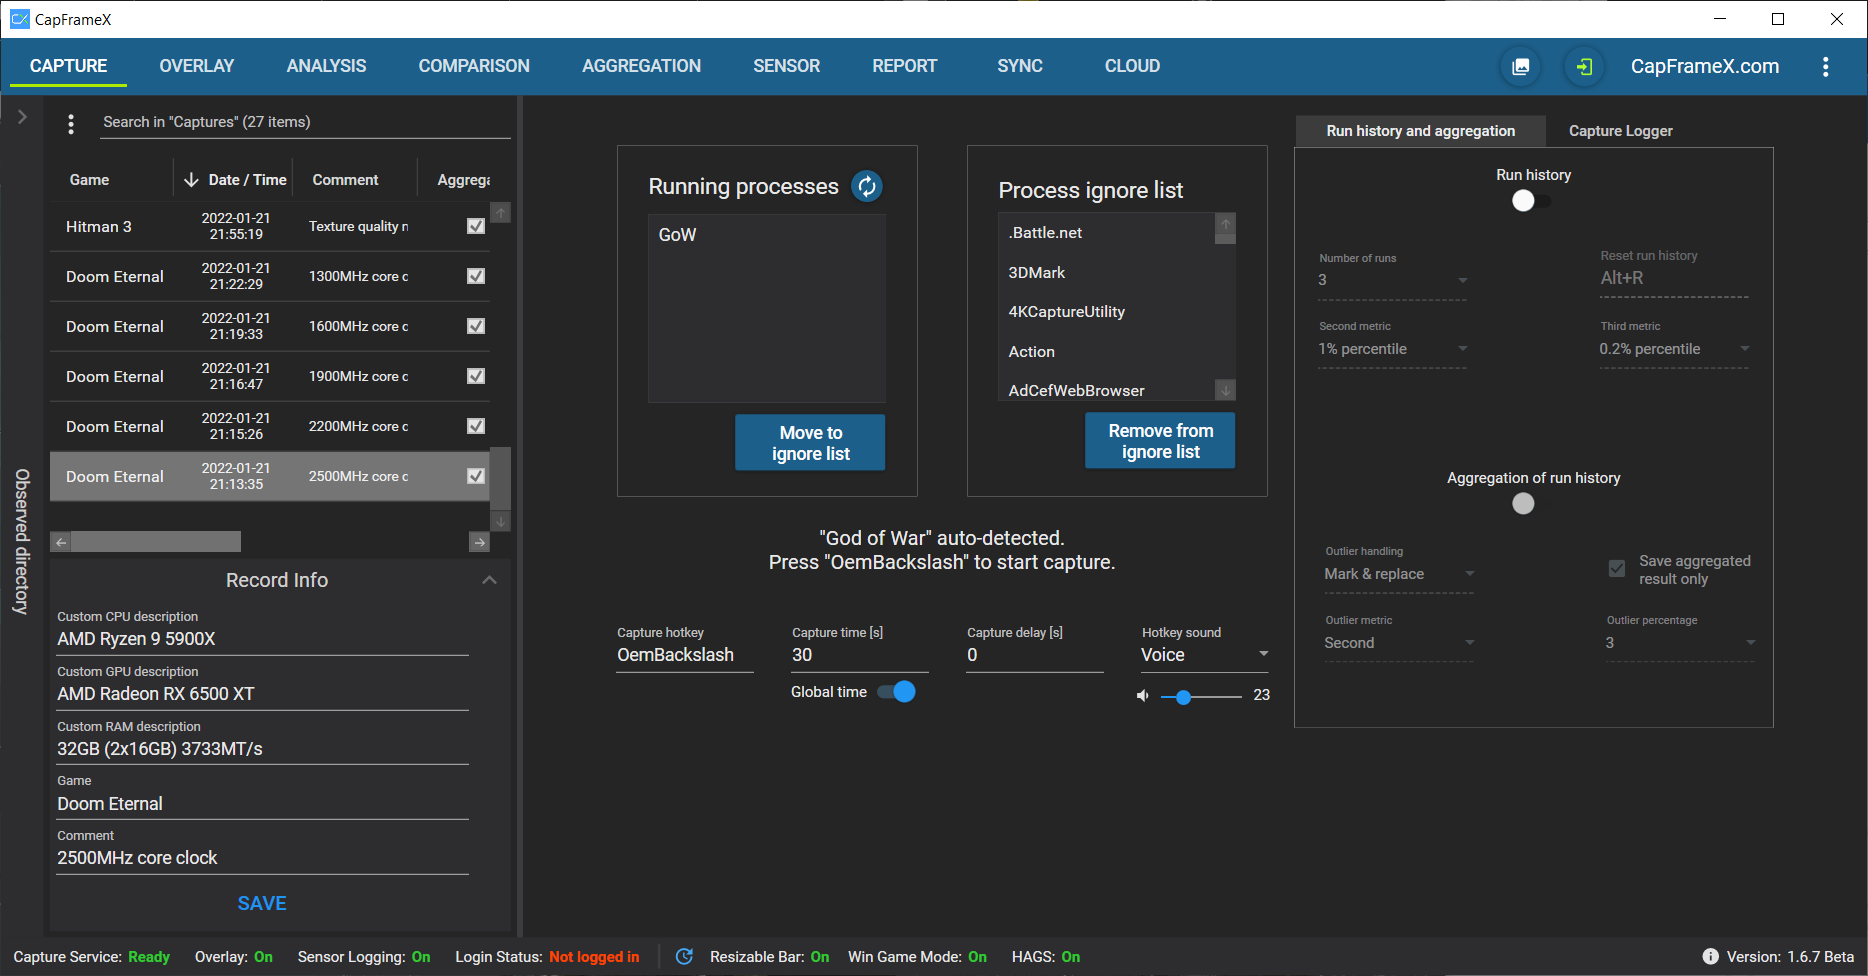 CapFrameX
CAPTURE OVERLAY ANALYSIS COMPARISON AGGREGATION SENSOR REPORT SYNC CLOUD CapFrameX.com
Observed directory
Search in "Captures" (27 items)
Game Date / Time Comment Aggrega
Hitman 3 2022-01-21 21:55:19 Texture quality n
Doom Eternal 2022-01-21 21:22:29 1300MHz core c
Doom Eternal 2022-01-21 21:19:33 1600MHz core c
Doom Eternal 2022-01-21 21:16:47 1900MHz core c
Doom Eternal 2022-01-21 21:15:26 2200MHz core c
Doom Eternal 2022-01-21 21:13:35 2500MHz core c
Record Info
Custom CPU description
AMD Ryzen 9 5900X
Custom GPU description
AMD Radeon RX 6500 XT
Custom RAM description
32GB (2x16GB) 3733MT/s
Game
Doom Eternal
Comment
2500MHz core clock
SAVE
Running processes
GoW
Move to
ignore list
Process ignore list
.Battle.net
3DMark
4KCaptureUtility
Action
AdCefWebBrowser
Remove from
ignore list
"God of War" auto-detected.
Press "OemBackslash" to start capture.
Capture hotkey
OemBackslash
Capture time [s]
30
Global time
Capture delay [s]
0
Hotkey sound
Voice
23
Run history and aggregation
Capture Logger
Run history
Number of runs
3
Reset run history
Alt+R
Second metric
1% percentile
Third metric
0.2% percentile
Aggregation of run history
Outlier handling
Mark & replace
Save aggregated
result only
Outlier metric
Second
Outlier percentage
3
Capture Service: Ready Overlay: On Sensor Logging: On Login Status: Not logged in Resizable Bar: On Win Game Mode: On HAGS: On Version: 1.6.7 Beta